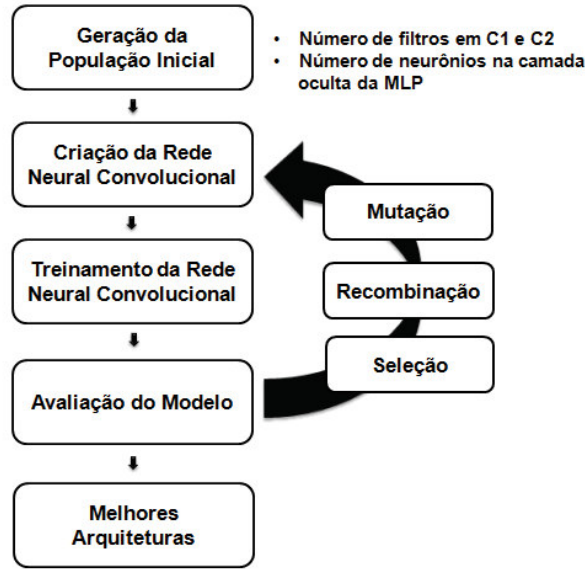 Geração da
População Inicial
• Número de filtros em C1 e C2
• Número de neurônios na camada
oculta da MLP
Criação da Rede
Neural Convolucional
Mutação
Treinamento da Rede
Neural Convolucional
Recombinação
Seleção
Avaliação do Modelo
Melhores
Arquiteturas